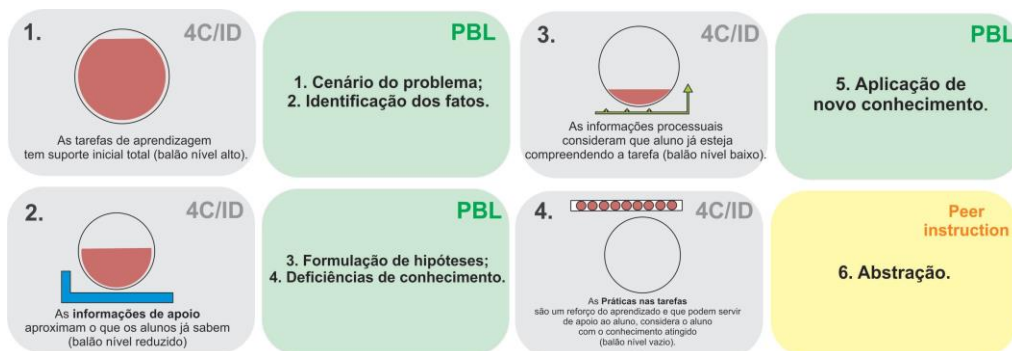 1.
4C/ID
As tarefas de aprendizagem
tem suporte inicial total (balão nível alto).
PBL
1. Cenário do problema;
2. Identificação dos fatos.
3.
4C/ID
As informações processuais
consideram que aluno já esteja
compreendendo a tarefa (balão nível baixo).
PBL
5. Aplicação de
novo conhecimento.
2.
4C/ID
As informações de apoio
aproximam o que os alunos já sabem
(balão nível reduzido)
PBL
3. Formulação de hipóteses;
4. Deficiências de conhecimento.
4.
4C/ID
As Práticas nas tarefas
são um reforço do aprendizado e que podem servir
de apoio ao aluno, considera o aluno
com o conhecimento atingido
(balão nível vazio).
Peer
instruction
6. Abstração.